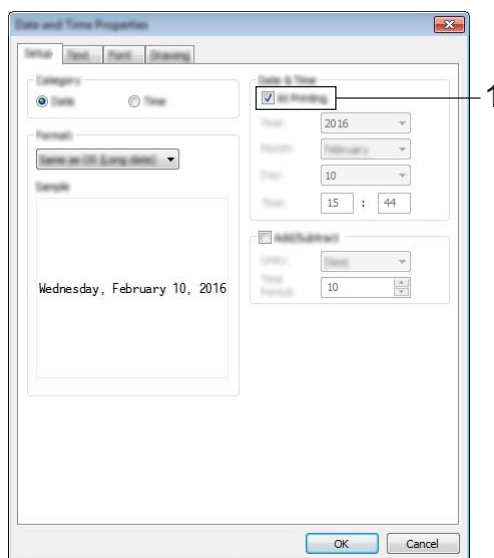 Date and Time Properties
Setup Text Font Drawing
Category
Date Time
Format:
Same as OS (Long date)
Sample
Wednesday, February 10, 2016
Date & Time
At Printing
1
Year: 2016
Month: February
Day: 10
Time: 15 : 44
Add/Subtract
Units: Days
Time Period: 10
OK Cancel